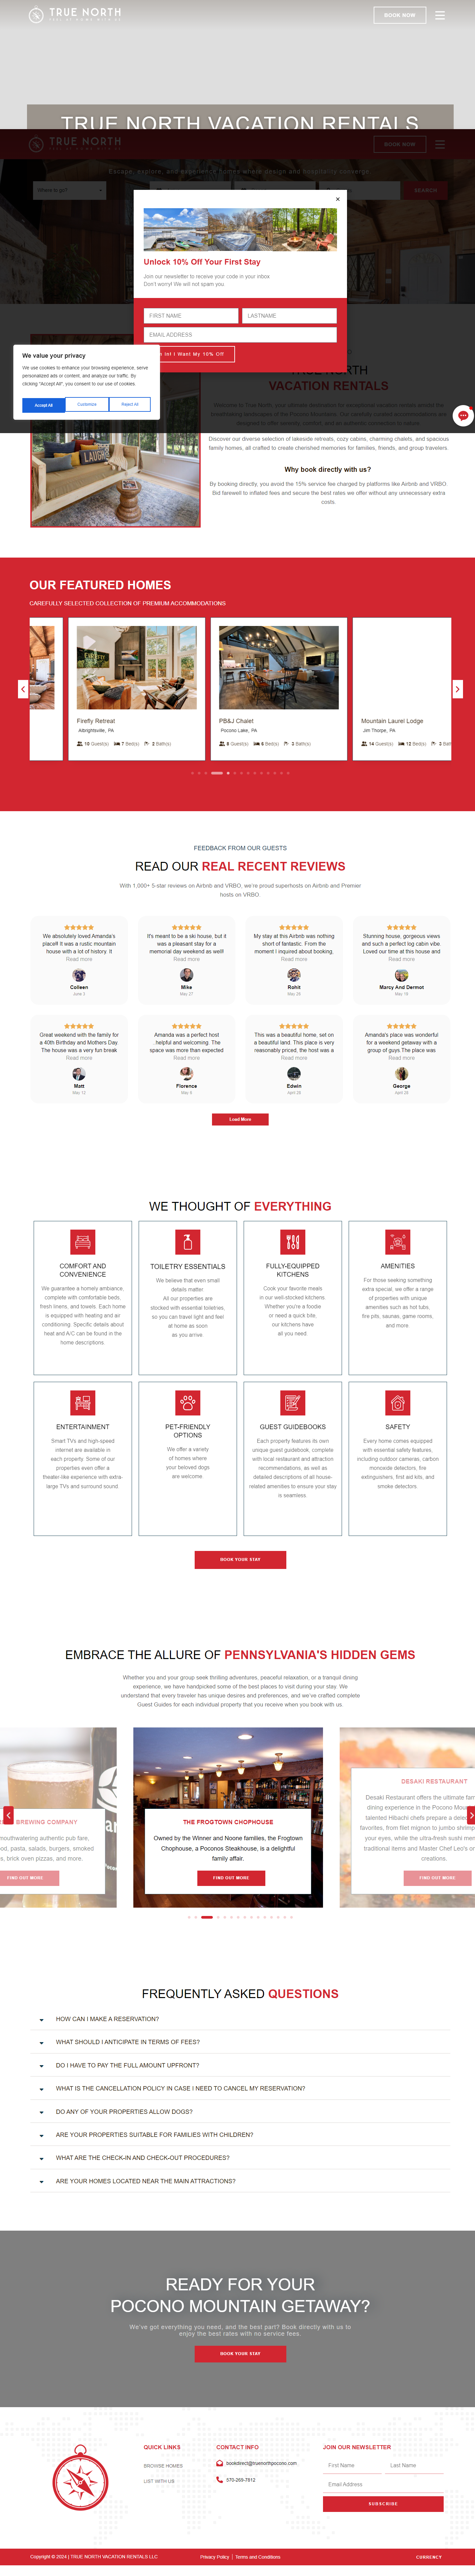 TRUE NORTH
BOOK NOW
TRUE NORTH VACATION RENTALS
TRUE NORTH
BOOK NOW
Escape, explore, and experience homes where design and hospitality converge.
Where to go?
SEARCH
×
Unlock 10% Off Your First Stay
Join our newsletter to receive your code in your inbox
Don't worry! We will not spam you
FIRST NAME
LASTNAME
EMAIL ADDRESS
In! I Want My 10% Off
We value your privacy
We use cookies to enhance your browsing experience, serve
personalized ads or content, and analyze our traffic. By
clicking "Accept All", you consent to our use of cookies.
Accept All
Customize
Reject All
TRUE NORTH
VACATION RENTALS
LAUGH
Discover our diverse selection of lakeside retreats, cozy cabins, charming chalets, and spacious
family homes, all crafted to create cherished memories for families, friends, and group travelers.
Why book directly with us?
By booking directly, you avoid the 15% service fee charged by platforms like Airbnb and VRBO.
Bid farewell to inflated fees and secure the best rates we offer without any unnecessary extra
costs.
OUR FEATURED HOMES
CAREFULLY SELECTED COLLECTION OF PREMIUM ACCOMMODATIONS
FIREFLY
Firefly Retreat
Albrightsville, PA
10 Guest(s) 7 Bed(s) 2 Bath(s)
PB&J Chalet
Pocono Lake, PA
8 Guest(s) 6 Bed(s) 3 Bath(s)
Mountain Laurel Lodge
Jim Thorpe, PA
14 Guest(s) 12 Bed(s) 3 Bat
FEEDBACK FROM OUR GUESTS
READ OUR REAL RECENT REVIEWS
With 1,000+ 5-star reviews on Airbnb and VRBO, we're proud superhosts on Airbnb and Premier
hosts on VRBO.
We absolutely loved Amanda's
place!! It was a rustic mountain
house with a lot of history. It
Read more
Colleen
June 2
It's meant to be a ski house, but it
was a pleasant stay for a
memorial day weekend as well!
Read more
Mike
May 27
My stay at this Airbnb was nothing
short of fantastic. From the
moment I inquired about booking,
Read more
Rohit
May 20
Stunning house, gorgeous views
and such a perfect log cabin vibe.
Loved our time at this house and
Read more
Marcy And Dermot
May 13
Great weekend with the family for
a 40th Birthday and Mothers Day.
The house was a very fun break
Read more
Matt
May 12
Amanda was a perfect host
,helpful and welcoming. The
space was more than expected
Read more
Florence
May 6
This was a beautiful home, set on
a beautiful land. This place is very
reasonably priced, the host was a
Read more
Edwin
April 28
Amanda's place was wonderful
for a weekend getaway with a
group of guys The place was
Read more
George
April 28
Load More
WE THOUGHT OF EVERYTHING
COMFORT AND
CONVENIENCE
We guarantee a homely ambiance,
complete with comfortable beds,
fresh linens, and towels. Each home
is equipped with heating and air
conditioning. Specific details about
heat and A/C can be found in the
home descriptions.
TOILETRY ESSENTIALS
We believe that even small
details matter.
All our properties are
stocked with essential toiletries,
so you can travel light and feel
at home as soon
as you arrive.
FULLY-EQUIPPED
KITCHENS
Cook your favorite meals
in our well-stocked kitchens.
Whether you're a foodie
or need a quick bite,
our kitchens have
all you need.
AMENITIES
For those seeking something
extra special, we offer a range
of properties with unique
amenities such as hot tubs,
fire pits, saunas, game rooms,
and more.
ENTERTAINMENT
Smart TVs and high-speed
internet are available in
each property. Some of our
properties even offer a
theater-like experience with extra-
large TVs and surround sound.
PET-FRIENDLY
OPTIONS
We offer a variety
of homes where
your beloved dogs
are welcome.
GUEST GUIDEBOOKS
Each property features its own
unique guest guidebook, complete
with local restaurant and attraction
recommendations, as well as
detailed descriptions of all house-
related amenities to ensure your stay
is seamless.
SAFETY
Every home comes equipped
with essential safety features,
including outdoor cameras, carbon
monoxide detectors, fire
extinguishers, first aid kits, and
smoke detectors.
BOOK YOUR STAY
EMBRACE THE ALLURE OF PENNSYLVANIA'S HIDDEN GEMS
Whether you and your group seek thrilling adventures, peaceful relaxation, or a tranquil dining
experience, we have handpicked some of the best places to visit during your stay. We
understand that every traveler has unique desires and preferences, and we've crafted complete
Guest Guides for each individual property that you receive when you book with us.
BREWING COMPANY
mouthwatering authentic pub fare,
od, pasta, salads, burgers, smoked
s, brick oven pizzas, and more.
FIND OUT MORE
THE FROGTOWN CHOPHOUSE
Owned by the Winner and Noone families, the Frogtown
Chophouse, a Poconos Steakhouse, is a delightful
family affair.
FIND OUT MORE
DESAKI RESTAURANT
Desaki Restaurant offers the ultimate fam
dining experience in the Pocono Mou
talented Hibachi chefs prepare a deler
favorites, from filet mignon to jumbo shrimp
your eyes, while the ultra-fresh sushi men
traditional items and Master Chef Leo's ori
creations.
FIND OUT MORE
FREQUENTLY ASKED QUESTIONS
HOW CAN I MAKE A RESERVATION?
WHAT SHOULD I ANTICIPATE IN TERMS OF FEES?
DO I HAVE TO PAY THE FULL AMOUNT UPFRONT?
WHAT IS THE CANCELLATION POLICY IN CASE I NEED TO CANCEL MY RESERVATION?
DO ANY OF YOUR PROPERTIES ALLOW DOGS?
ARE YOUR PROPERTIES SUITABLE FOR FAMILIES WITH CHILDREN?
WHAT ARE THE CHECK-IN AND CHECK-OUT PROCEDURES?
ARE YOUR HOMES LOCATED NEAR THE MAIN ATTRACTIONS?
READY FOR YOUR
POCONO MOUNTAIN GETAWAY?
We've got everything you need, and the best part? Book directly with us to
enjoy the best rates with no service fees.
BOOK YOUR STAY
QUICK LINKS
BROWSE HOMES
LIST WITH US
CONTACT INFO
bookdirect@truenorthpocono.com
570-259-7812
JOIN OUR NEWSLETTER
First Name
Last Name
Email Address
SUBSCRIBE
Copyright © 2024 | TRUE NORTH VACATION RENTALS LLC
Privacy Policy | Terms and Conditions
CURRENCY